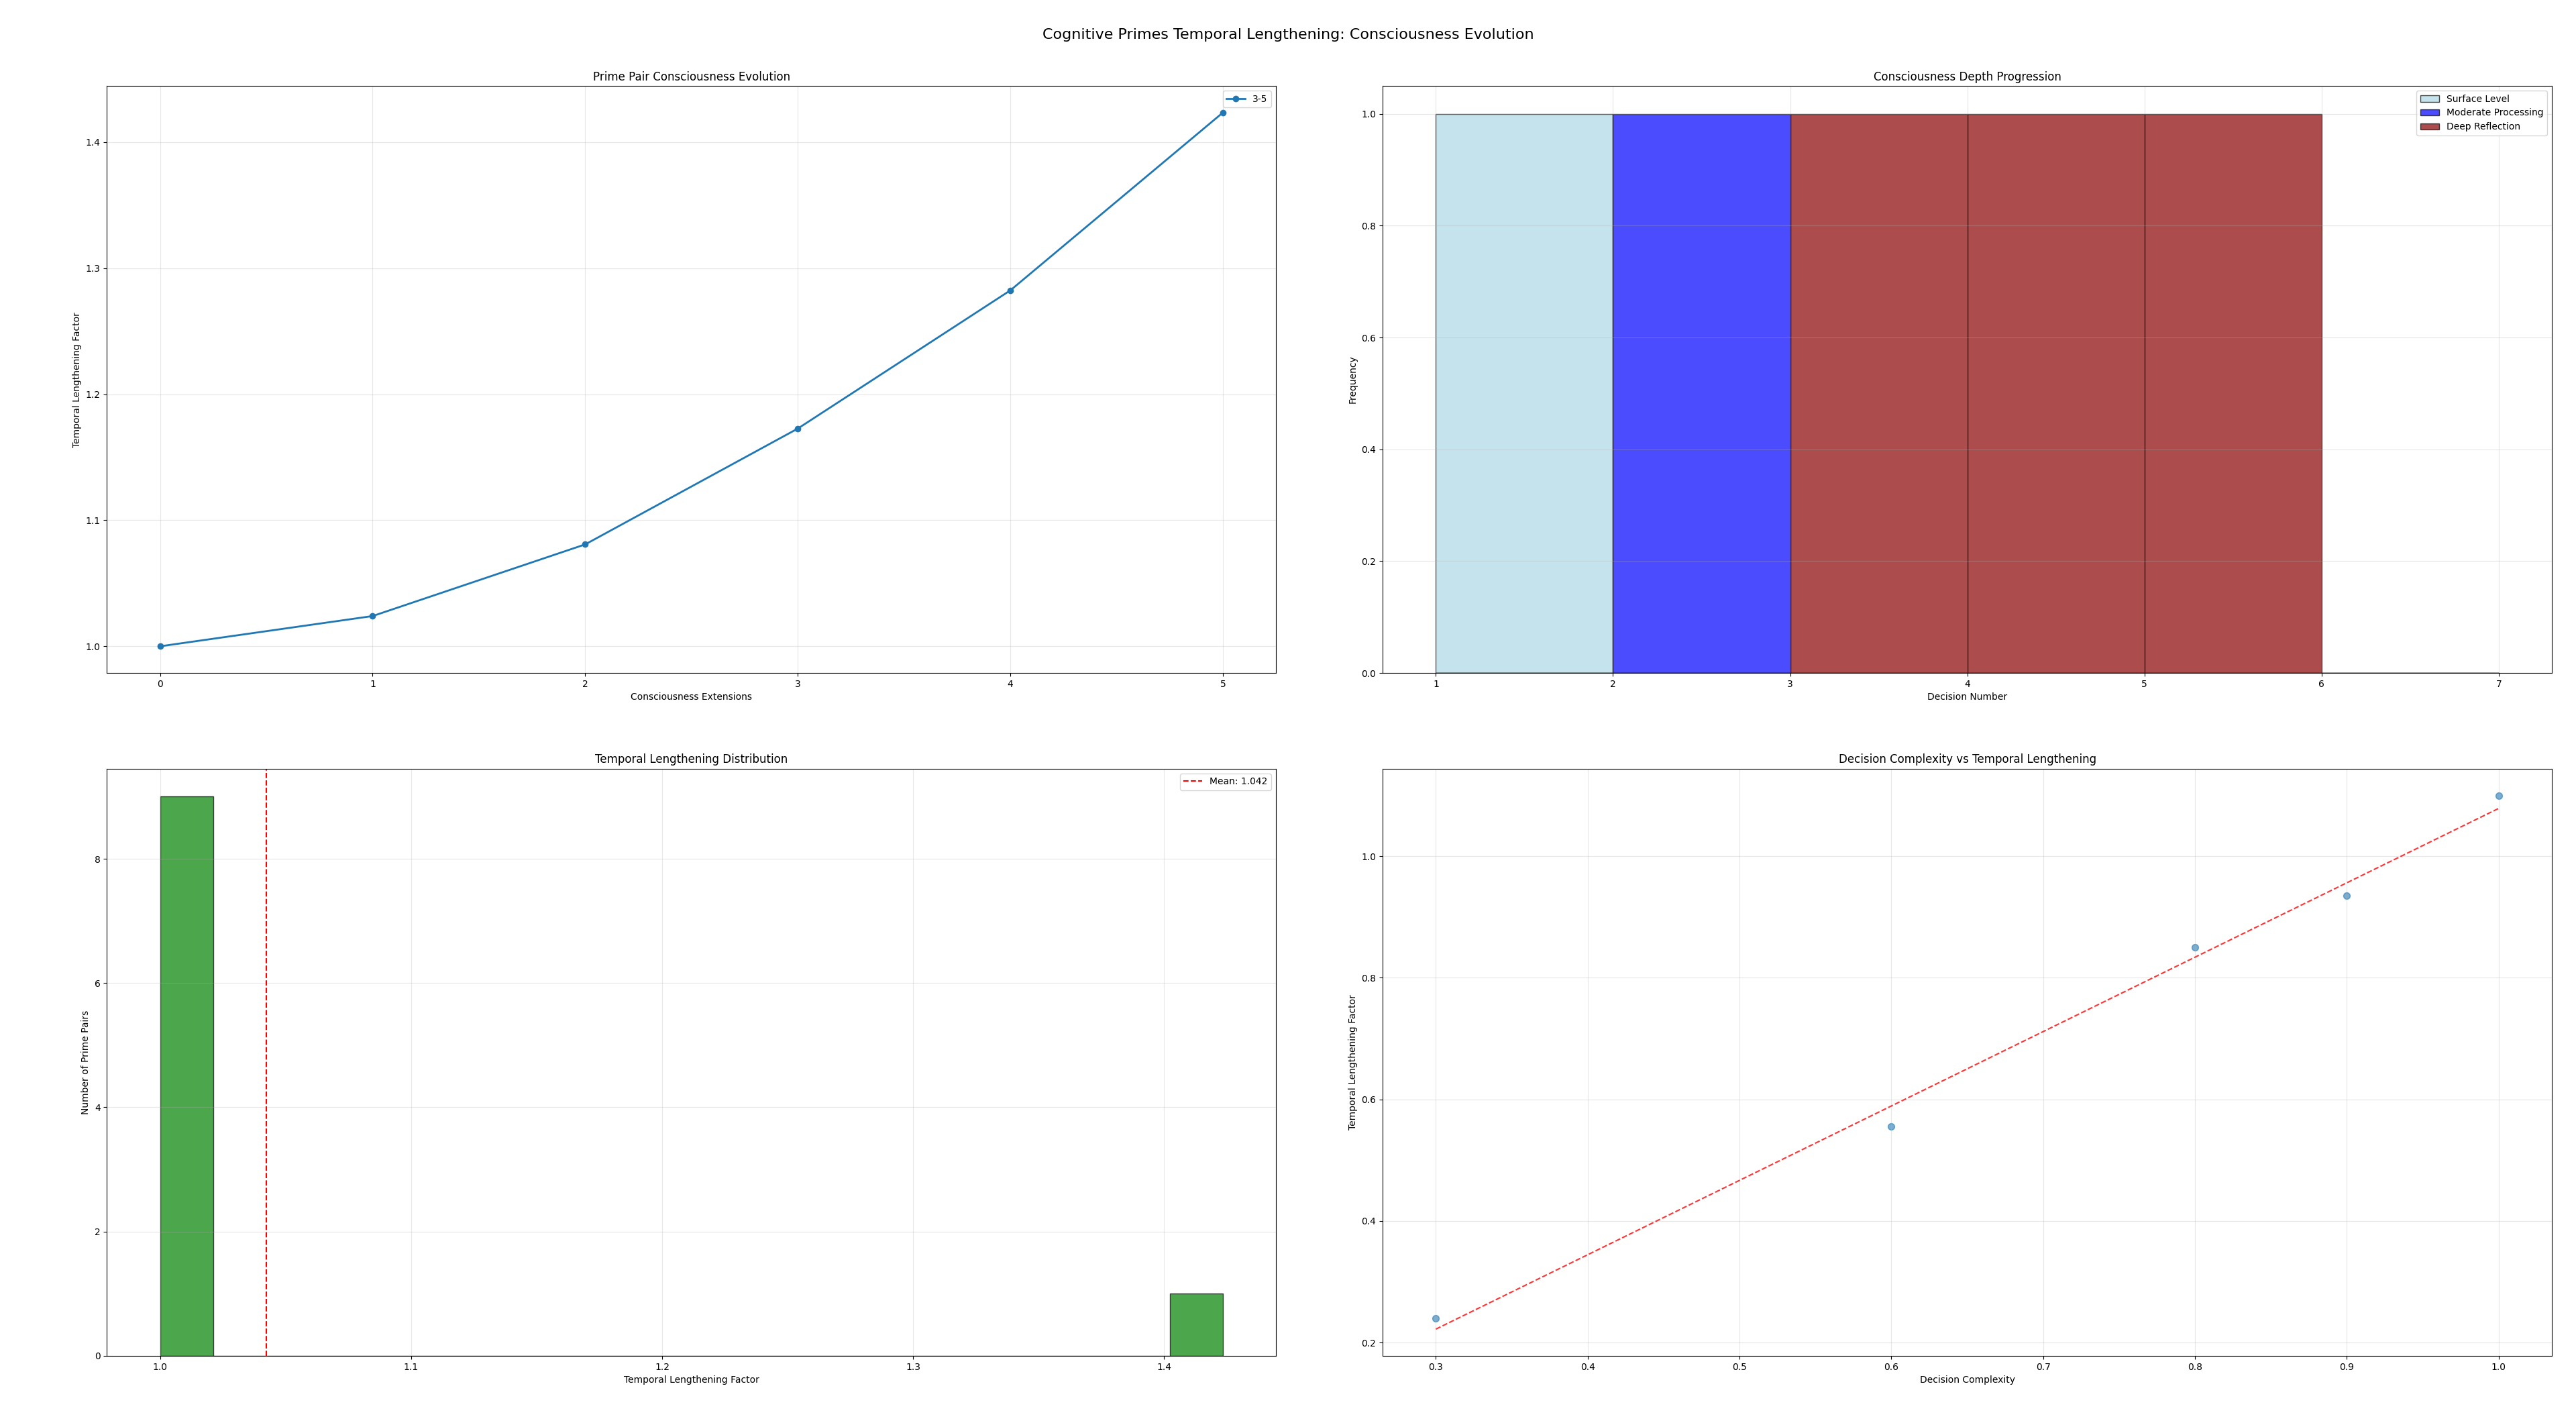 Cognitive Primes Temporal Lengthening: Consciousness Evolution
Prime Pair Consciousness Evolution
3-5
1.4
1.3
1.2
1.1
1.0
Temporal Lengthening Factor
0 1 2 3 4 5
Consciousness Extensions
Consciousness Depth Progression
Surface Level
Moderate Processing
Deep Reflection
1.0
0.8
0.6
0.4
0.2
0.0
Frequency
1 2 3 4 5 6 7
Decision Number
Temporal Lengthening Distribution
Mean: 1.042
8
6
4
2
0
Number of Prime Pairs
1.0 1.1 1.2 1.3 1.4
Temporal Lengthening Factor
Decision Complexity vs Temporal Lengthening
1.0
0.8
0.6
0.4
0.2
Temporal Lengthening Factor
0.3 0.4 0.5 0.6 0.7 0.8 0.9 1.0
Decision Complexity